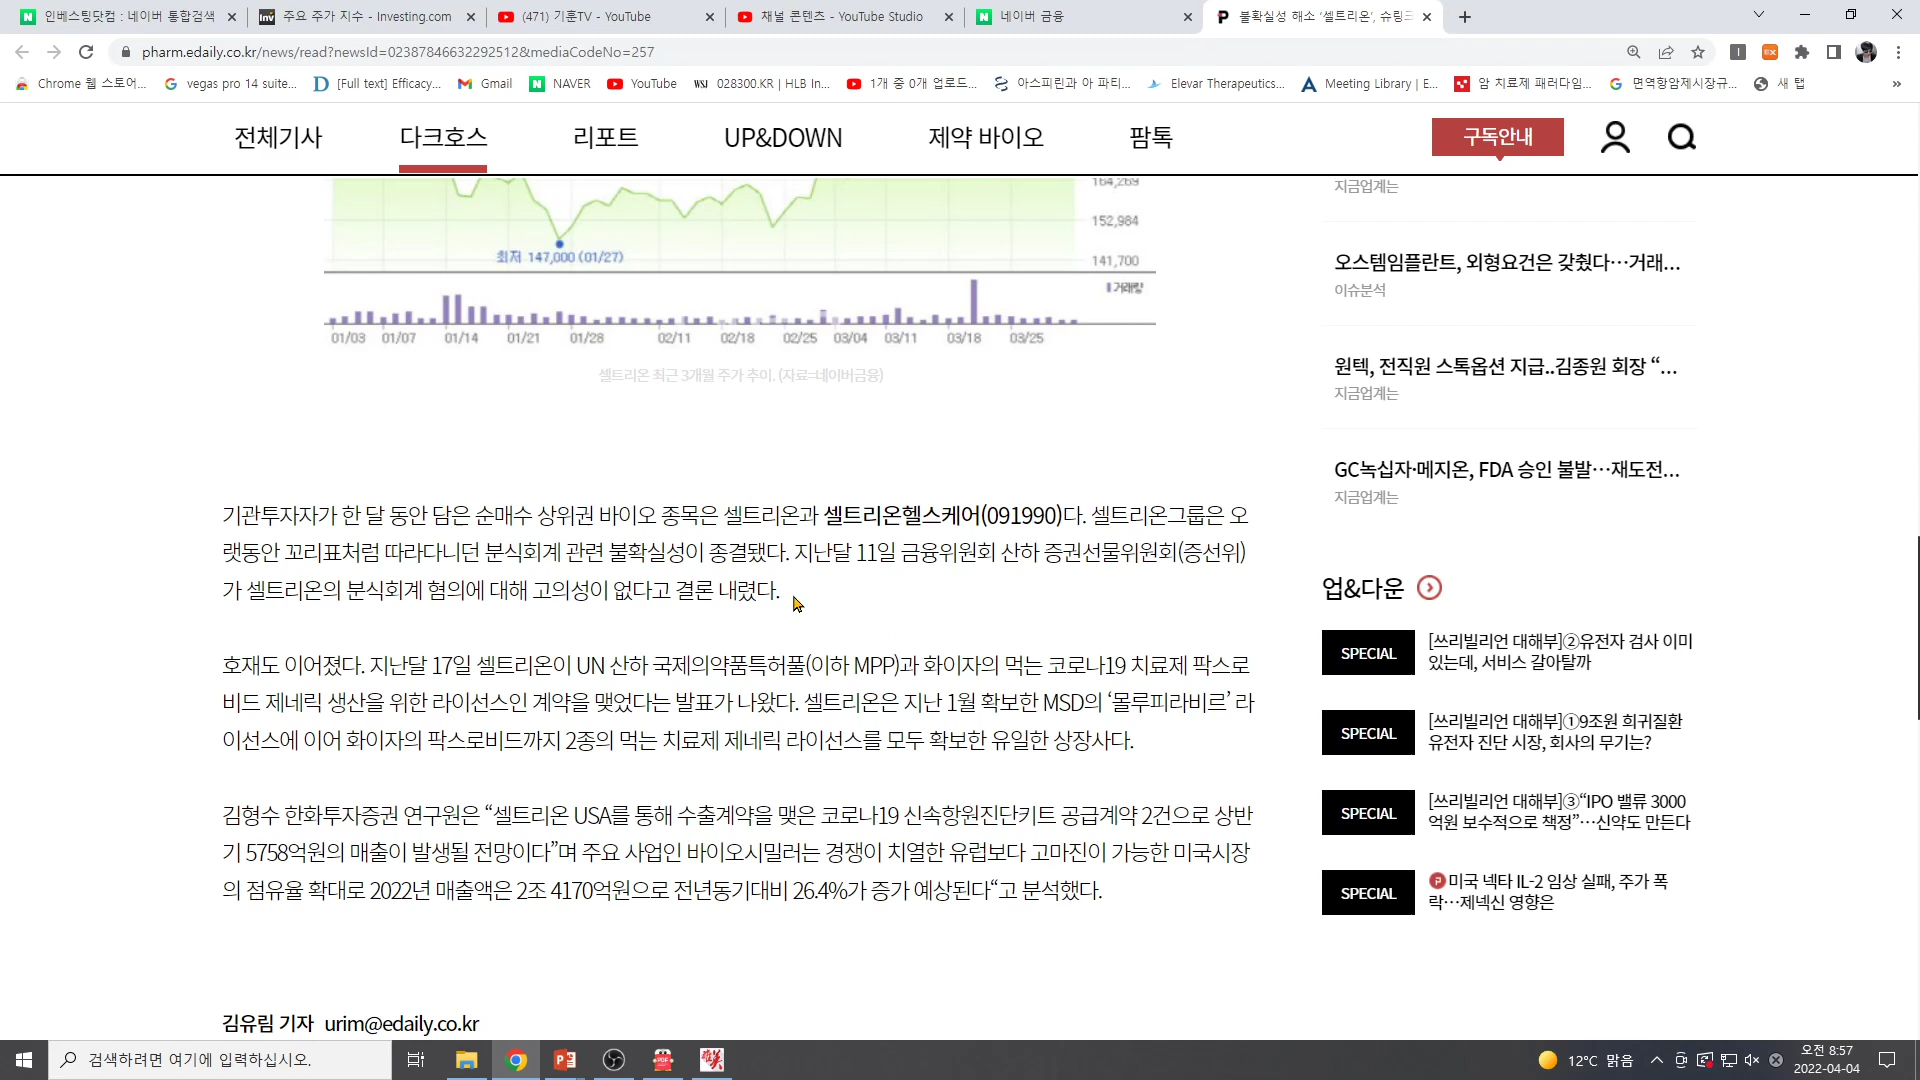 인베스팅닷컴 : 네이버 통합검색
주요 주가 지수 - Investing.com
(471) 기훈TV - YouTube
채널 콘텐츠 - YouTube Studio
네이버 금융
불확실성 해소 ‘셀트리온’, 슈링크
pharm.edaily.co.kr/news/read?newsId=02387846632292512&mediaCodeNo=257
Chrome 웹 스토어...
vegas pro 14 suite...
[Full text] Efficacy...
Gmail
NAVER
YouTube
028300.KR | HLB In...
1개 중 0개 업로드...
아스피린과 아 파티...
Elevar Therapeutics...
Meeting Library | E...
암 치료제 패러다임...
면역항암제시장규...
새 탭
전체기사
다크호스
리포트
UP&DOWN
제약 바이오
팜톡
구독안내
164,269
152,984
141,700
최저 147,000 (01/27)
거래량
01/03 01/07 01/14 01/21 01/28 02/11 02/18 02/25 03/04 03/11 03/18 03/25
셀트리온 최근 3개월 주가 추이. (자료=네이버금융)
기관투자자가 한 달 동안 담은 순매수 상위권 바이오 종목은 셀트리온과 셀트리온헬스케어(091990)다. 셀트리온그룹은 오
랫동안 꼬리표처럼 따라다니던 분식회계 관련 불확실성이 종결됐다. 지난달 11일 금융위원회 산하 증권선물위원회(증선위)
가 셀트리온의 분식회계 혐의에 대해 고의성이 없다고 결론 내렸다.
호재도 이어졌다. 지난달 17일 셀트리온이 UN 산하 국제의약품특허풀(이하 MPP)과 화이자의 먹는 코로나19 치료제 팍스로
비드 제네릭 생산을 위한 라이선스인 계약을 맺었다는 발표가 나왔다. 셀트리온은 지난 1월 확보한 MSD의 ‘몰루피라비르’ 라
이선스에 이어 화이자의 팍스로비드까지 2종의 먹는 치료제 제네릭 라이선스를 모두 확보한 유일한 상장사다.
김형수 한화투자증권 연구원은 “셀트리온 USA를 통해 수출계약을 맺은 코로나19 신속항원진단키트 공급계약 2건으로 상반
기 5758억원의 매출이 발생될 전망이다”며 주요 사업인 바이오시밀러는 경쟁이 치열한 유럽보다 고마진이 가능한 미국시장
의 점유율 확대로 2022년 매출액은 2조 4170억원으로 전년동기대비 26.4%가 증가 예상된다“고 분석했다.
김유림 기자 urim@edaily.co.kr
지금업계는
오스템임플란트, 외형요건은 갖췄다…거래...
이슈분석
원텍, 전직원 스톡옵션 지급..김종원 회장 “...
지금업계는
GC녹십자·메지온, FDA 승인 불발…재도전...
지금업계는
업&다운
SPECIAL
[쓰리빌리언 대해부]②유전자 검사 이미
있는데, 서비스 갈아탈까
SPECIAL
[쓰리빌리언 대해부]①9조원 희귀질환
유전자 진단 시장, 회사의 무기는?
SPECIAL
[쓰리빌리언 대해부]③“IPO 밸류 3000
억원 보수적으로 책정”…신약도 만든다
SPECIAL
미국 넥타 IL-2 임상 실패, 주가 폭
락…제넥신 영향은
검색하려면 여기에 입력하십시오.
12°C 맑음
오전 8:57
2022-04-04